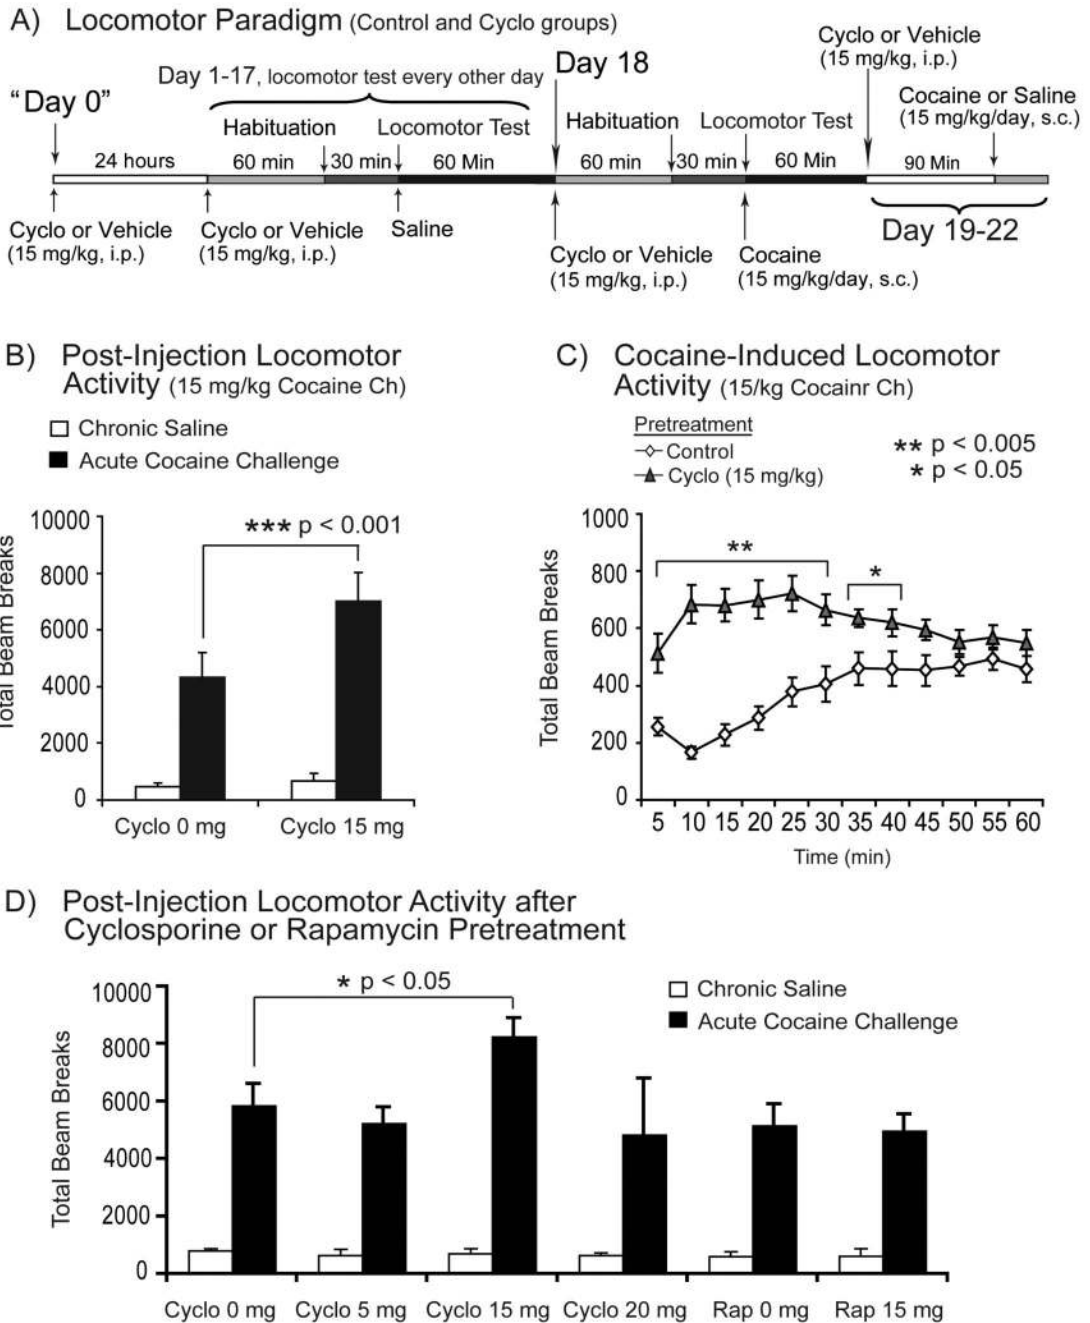 A) Locomotor Paradigm (Control and Cyclo groups)
Cyclo or Vehicle
(15 mg/kg, i.p.)
Day 1-17, locomotor test every other day
Day 18
"Day 0"
Cocaine or Saline
(15 mg/kg/day, s.c.)
Habituation
Locomotor Test
Habituation
Locomotor Test
24 hours
60 min
30 min
60 Min
60 min
30 min
60 Min
90 Min
Cyclo or Vehicle
(15 mg/kg, i.p.)
Cyclo or Vehicle
(15 mg/kg, i.p.)
Saline
Cyclo or Vehicle
(15 mg/kg, i.p.)
Cocaine
(15 mg/kg/day, s.c.)
Day 19-22
B) Post-Injection Locomotor
Activity (15 mg/kg Cocaine Ch)
Chronic Saline
Acute Cocaine Challenge
*** p < 0.001
Total Beam Breaks
10000
8000
6000
4000
2000
0
Cyclo 0 mg
Cyclo 15 mg
C) Cocaine-Induced Locomotor
Activity (15/kg Cocainr Ch)
Pretreatment
Control
Cyclo (15 mg/kg)
** p < 0.005
* p < 0.05
Total Beam Breaks
1000
800
600
400
200
0
**
*
5 10 15 20 25 30 35 40 45 50 55 60
Time (min)
D) Post-Injection Locomotor Activity after
Cyclosporine or Rapamycin Pretreatment
* p < 0.05
Chronic Saline
Acute Cocaine Challenge
Total Beam Breaks
10000
8000
6000
4000
2000
0
Cyclo 0 mg
Cyclo 5 mg
Cyclo 15 mg
Cyclo 20 mg
Rap 0 mg
Rap 15 mg